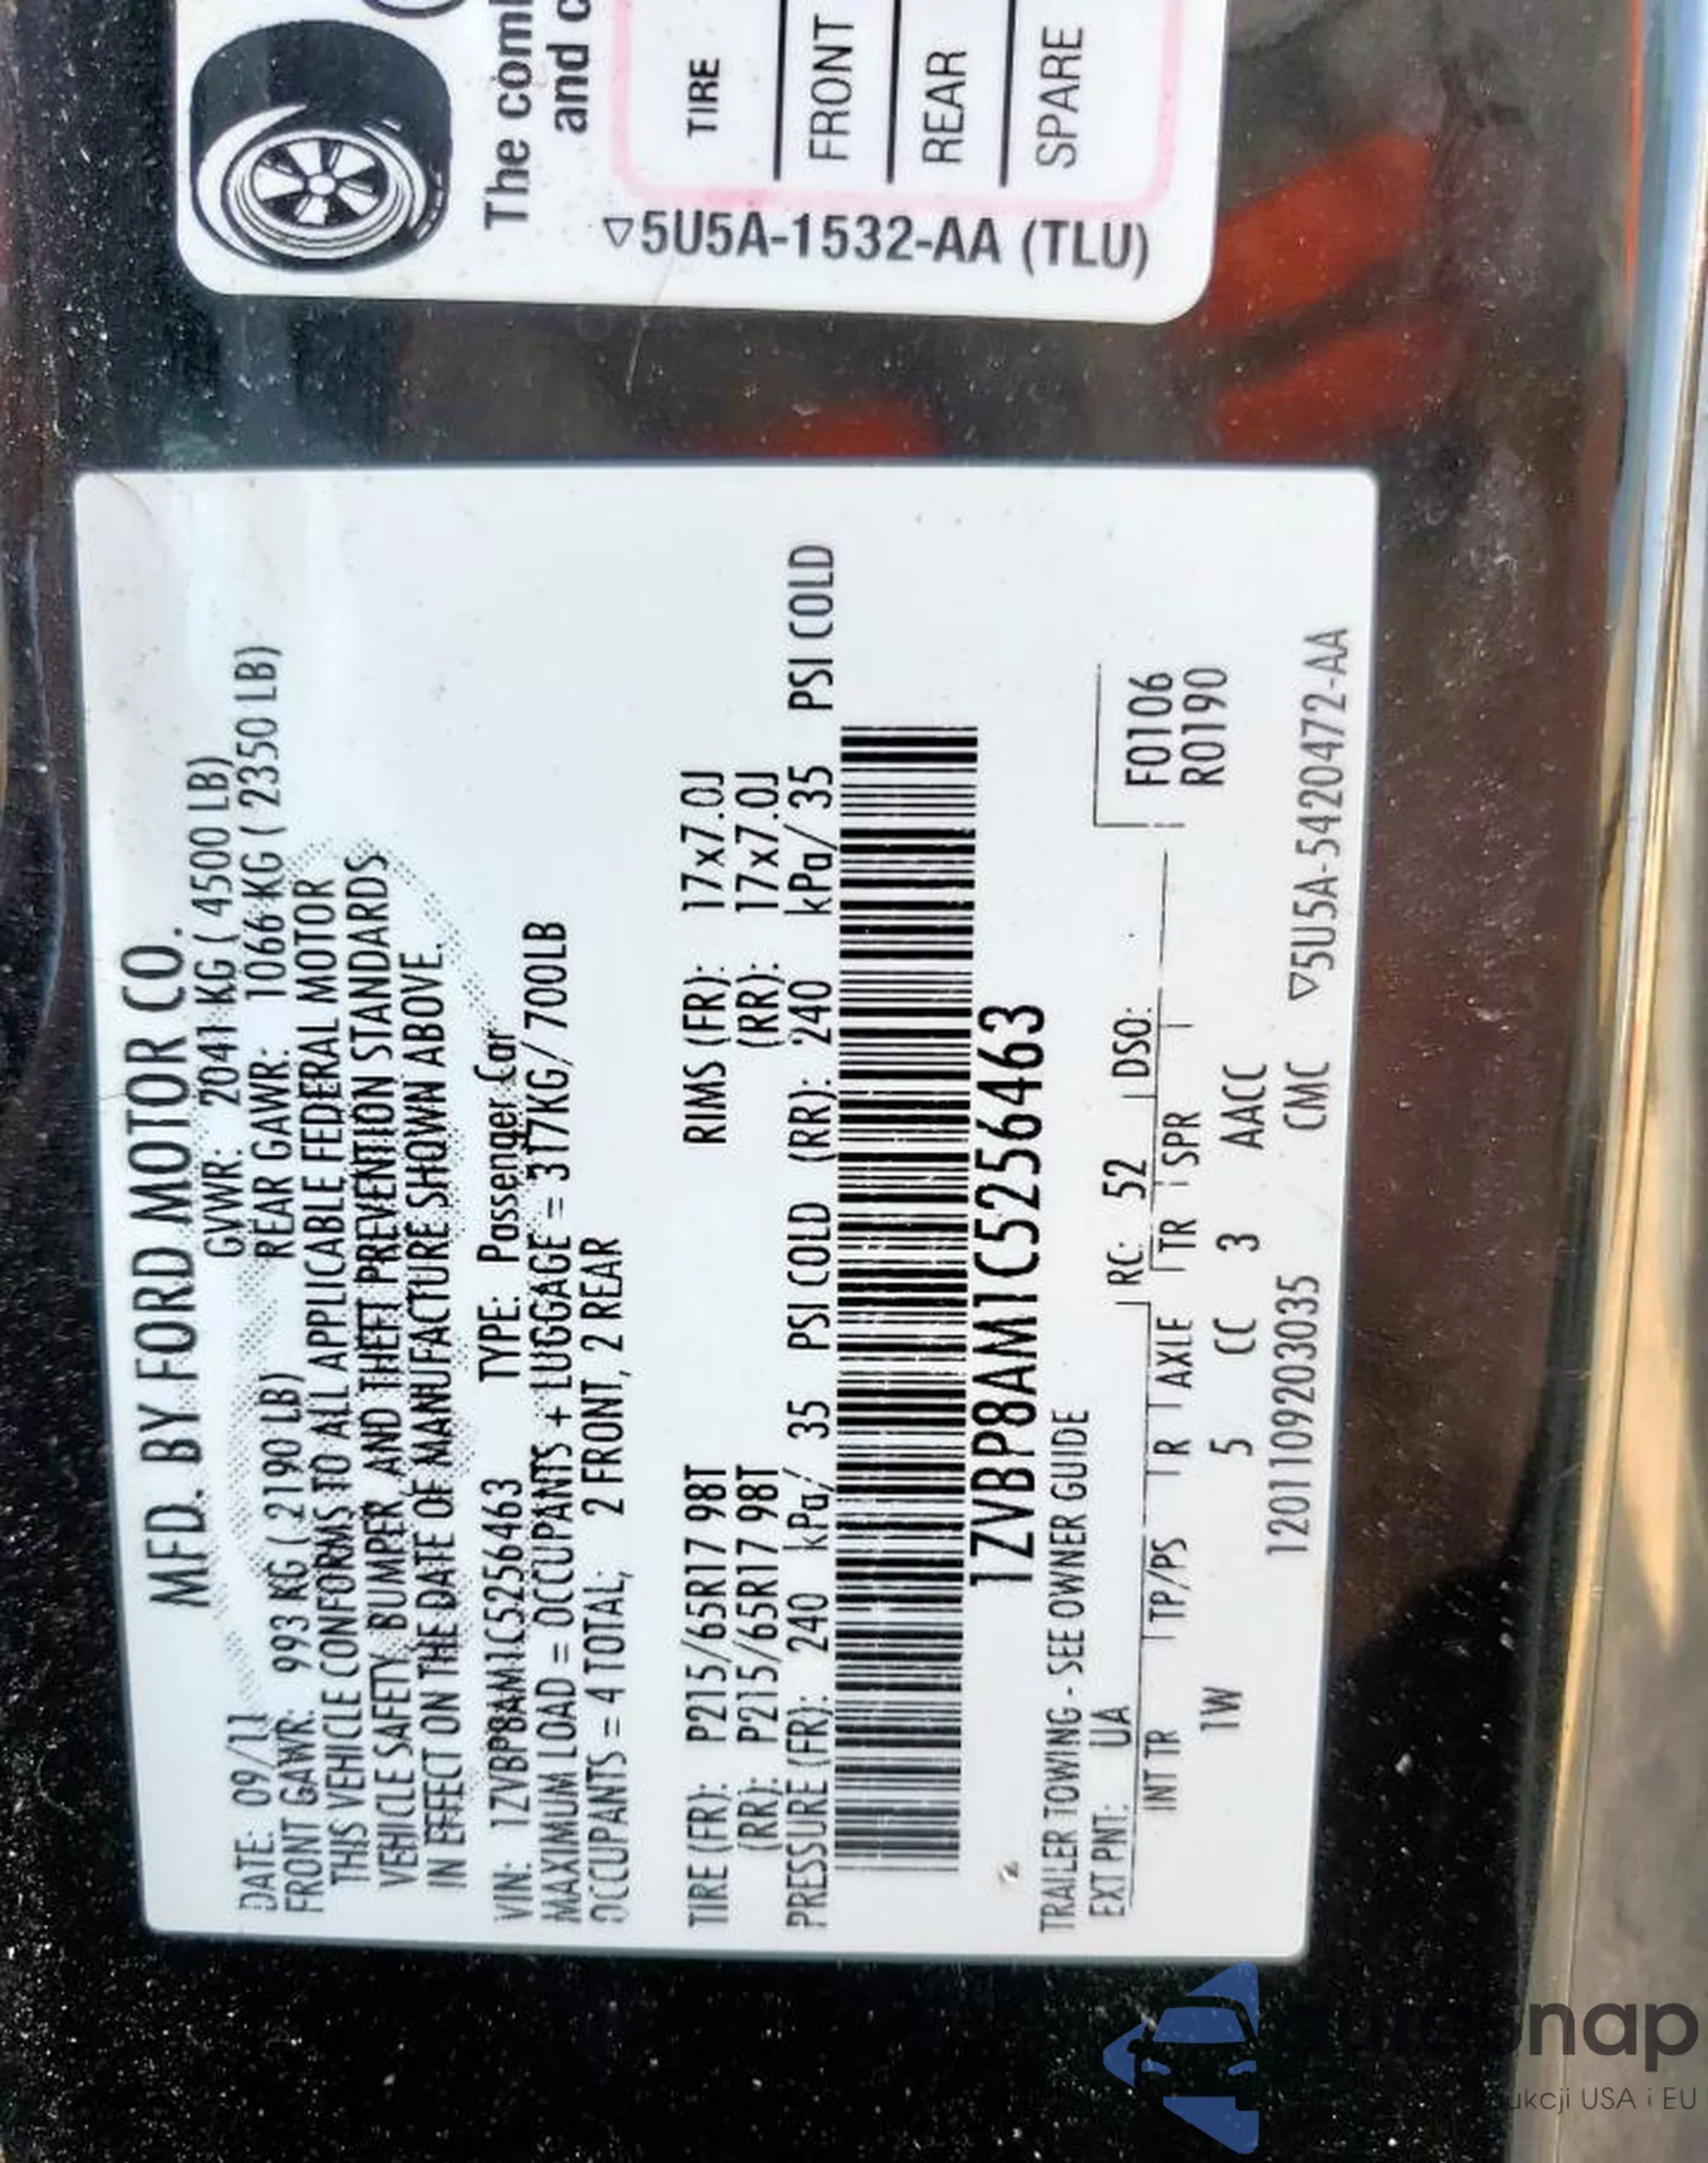 MFD. BY FORD MOTOR CO.
DATE: 09/11 GVWR: 2041 KG ( 4500 LB)
FRONT GAWR: 993 KG ( 2190 LB) REAR GAWR: 1066 KG ( 2350 LB)
THIS VEHICLE CONFORMS TO ALL APPLICABLE FEDERAL MOTOR
VEHICLE SAFETY, BUMPER, AND THEFT PREVENTION STANDARDS
IN EFFECT ON THE DATE OF MANUFACTURE SHOWN ABOVE.
VIN: 1ZVBP8AM1C5256463 TYPE: Passenger Car
MAXIMUM LOAD = OCCUPANTS + LUGGAGE = 317KG/ 700LB
OCCUPANTS = 4 TOTAL; 2 FRONT, 2 REAR
TIRE (FR): P215/65R17 98T RIMS (FR): 17x7.0J
(RR): P215/65R17 98T (RR): 17x7.0J
PRESSURE (FR): 240 kPa/ 35 PSI COLD (RR): 240 kPa/ 35 PSI COLD
1ZVBP8AM1C5256463
TRAILER TOWING - SEE OWNER GUIDE
EXT PNT: UA RC: 52 DSO: F0106
INT TR TP/PS R AXLE TR SPR R0190
1W 5 CC 3 AACC
1201109203035 CMC ▽5U5A-5420472-AA
The com
and c
TIRE
FRONT
REAR
SPARE
▽5U5A-1532-AA (TLU)
snap
ukcji USA i EU